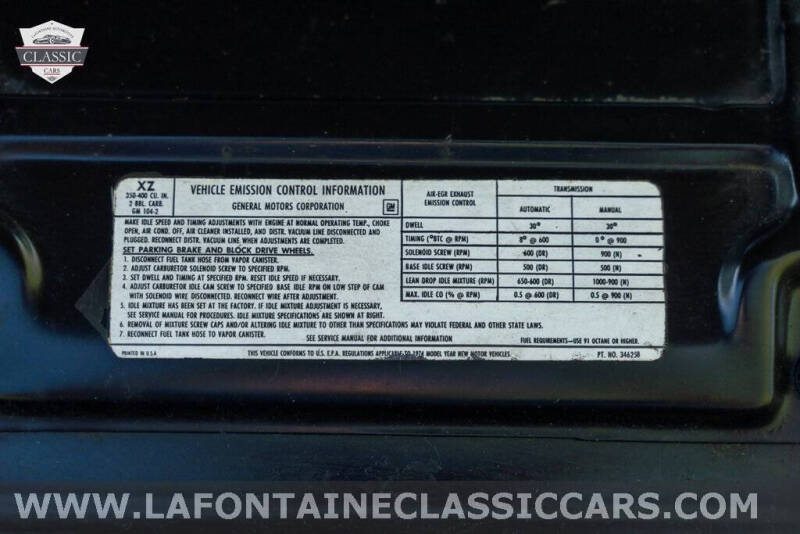 LAFONTAINE AUTOMOTIVE
CLASSIC
CARS
XZ
350-400 CU. IN.
2 BBL. CARB.
GM 104-2
VEHICLE EMISSION CONTROL INFORMATION
GENERAL MOTORS CORPORATION
GM
MAKE IDLE SPEED AND TIMING ADJUSTMENTS WITH ENGINE AT NORMAL OPERATING TEMP., CHOKE
OPEN, AIR COND. OFF, AIR CLEANER INSTALLED, AND DISTR. VACUUM LINE DISCONNECTED AND
PLUGGED. RECONNECT DISTR. VACUUM LINE WHEN ADJUSTMENTS ARE COMPLETED.
SET PARKING BRAKE AND BLOCK DRIVE WHEELS.
1. DISCONNECT FUEL TANK HOSE FROM VAPOR CANISTER.
2. ADJUST CARBURETOR SOLENOID SCREW TO SPECIFIED RPM.
3. SET DWELL AND TIMING AT SPECIFIED RPM. RESET IDLE SPEED IF NECESSARY.
4. ADJUST CARBURETOR IDLE CAM SCREW TO SPECIFIED BASE IDLE RPM ON LOW STEP OF CAM
WITH SOLENOID WIRE DISCONNECTED. RECONNECT WIRE AFTER ADJUSTMENT.
5. IDLE MIXTURE HAS BEEN SET AT THE FACTORY. IF IDLE MIXTURE ADJUSTMENT IS NECESSARY,
SEE SERVICE MANUAL FOR PROCEDURES. IDLE MIXTURE SPECIFICATIONS ARE SHOWN AT RIGHT.
6. REMOVAL OF MIXTURE SCREW CAPS AND/OR ALTERING IDLE MIXTURE TO OTHER THAN SPECIFICATIONS MAY VIOLATE FEDERAL AND OTHER STATE LAWS.
7. RECONNECT FUEL TANK HOSE TO VAPOR CANISTER.
SEE SERVICE MANUAL FOR ADDITIONAL INFORMATION
AIR-EGR EXHAUST
EMISSION CONTROL
TRANSMISSION
AUTOMATIC MANUAL
DWELL 30° 30°
TIMING (°BTC @ RPM) 8° @ 600 0° @ 900
SOLENOID SCREW (RPM) 600 (DR) 900 (N)
BASE IDLE SCREW (RPM) 500 (DR) 500 (N)
LEAN DROP IDLE MIXTURE (RPM) 650-600 (DR) 1000-900 (N)
MAX. IDLE CO (% @ RPM) 0.5 @ 600 (DR) 0.5 @ 900 (N)
FUEL REQUIREMENTS—USE 91 OCTANE OR HIGHER.
PRINTED IN U.S.A THIS VEHICLE CONFORMS TO U.S. E.P.A. REGULATIONS APPLICABLE TO 1974 MODEL YEAR NEW MOTOR VEHICLES PT. NO. 346258
WWW.LAFONTAINECLASSICCARS.COM